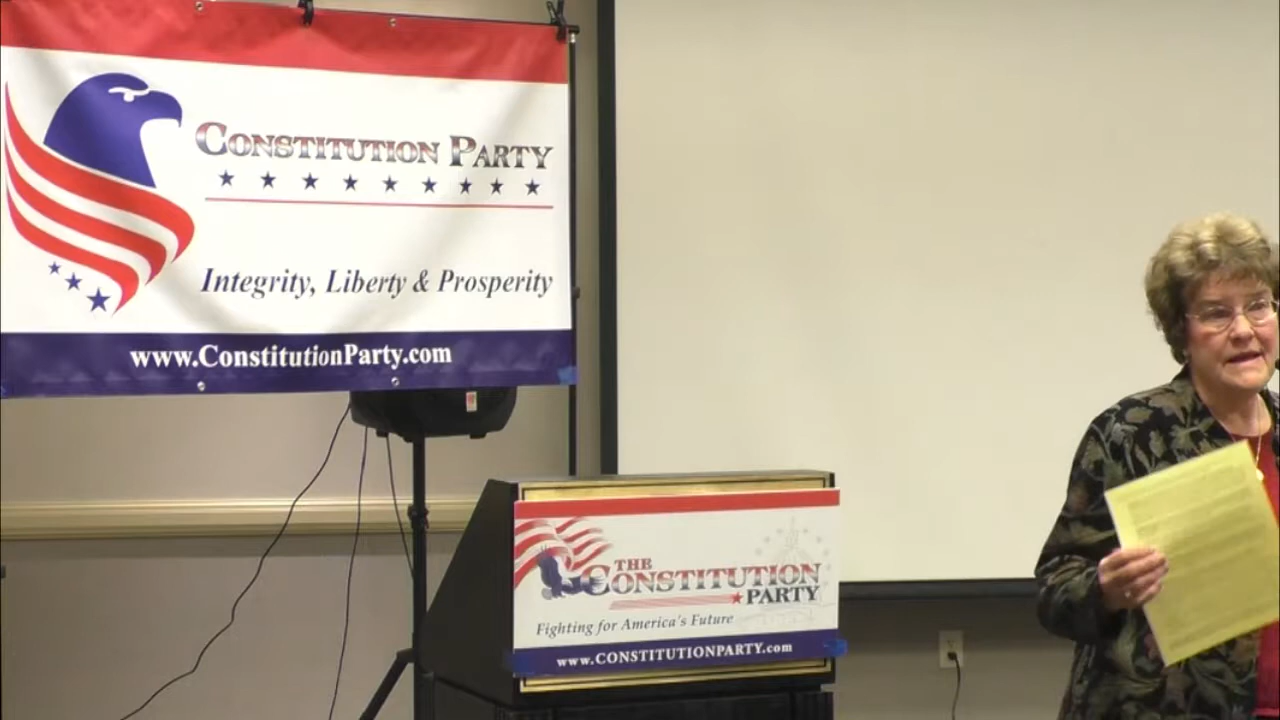 CONSTITUTION PARTY
Integrity, Liberty & Prosperity
www.ConstitutionParty.com
THE
CONSTITUTION
PARTY
Fighting for America's Future
www.CONSTITUTIONPARTY.com